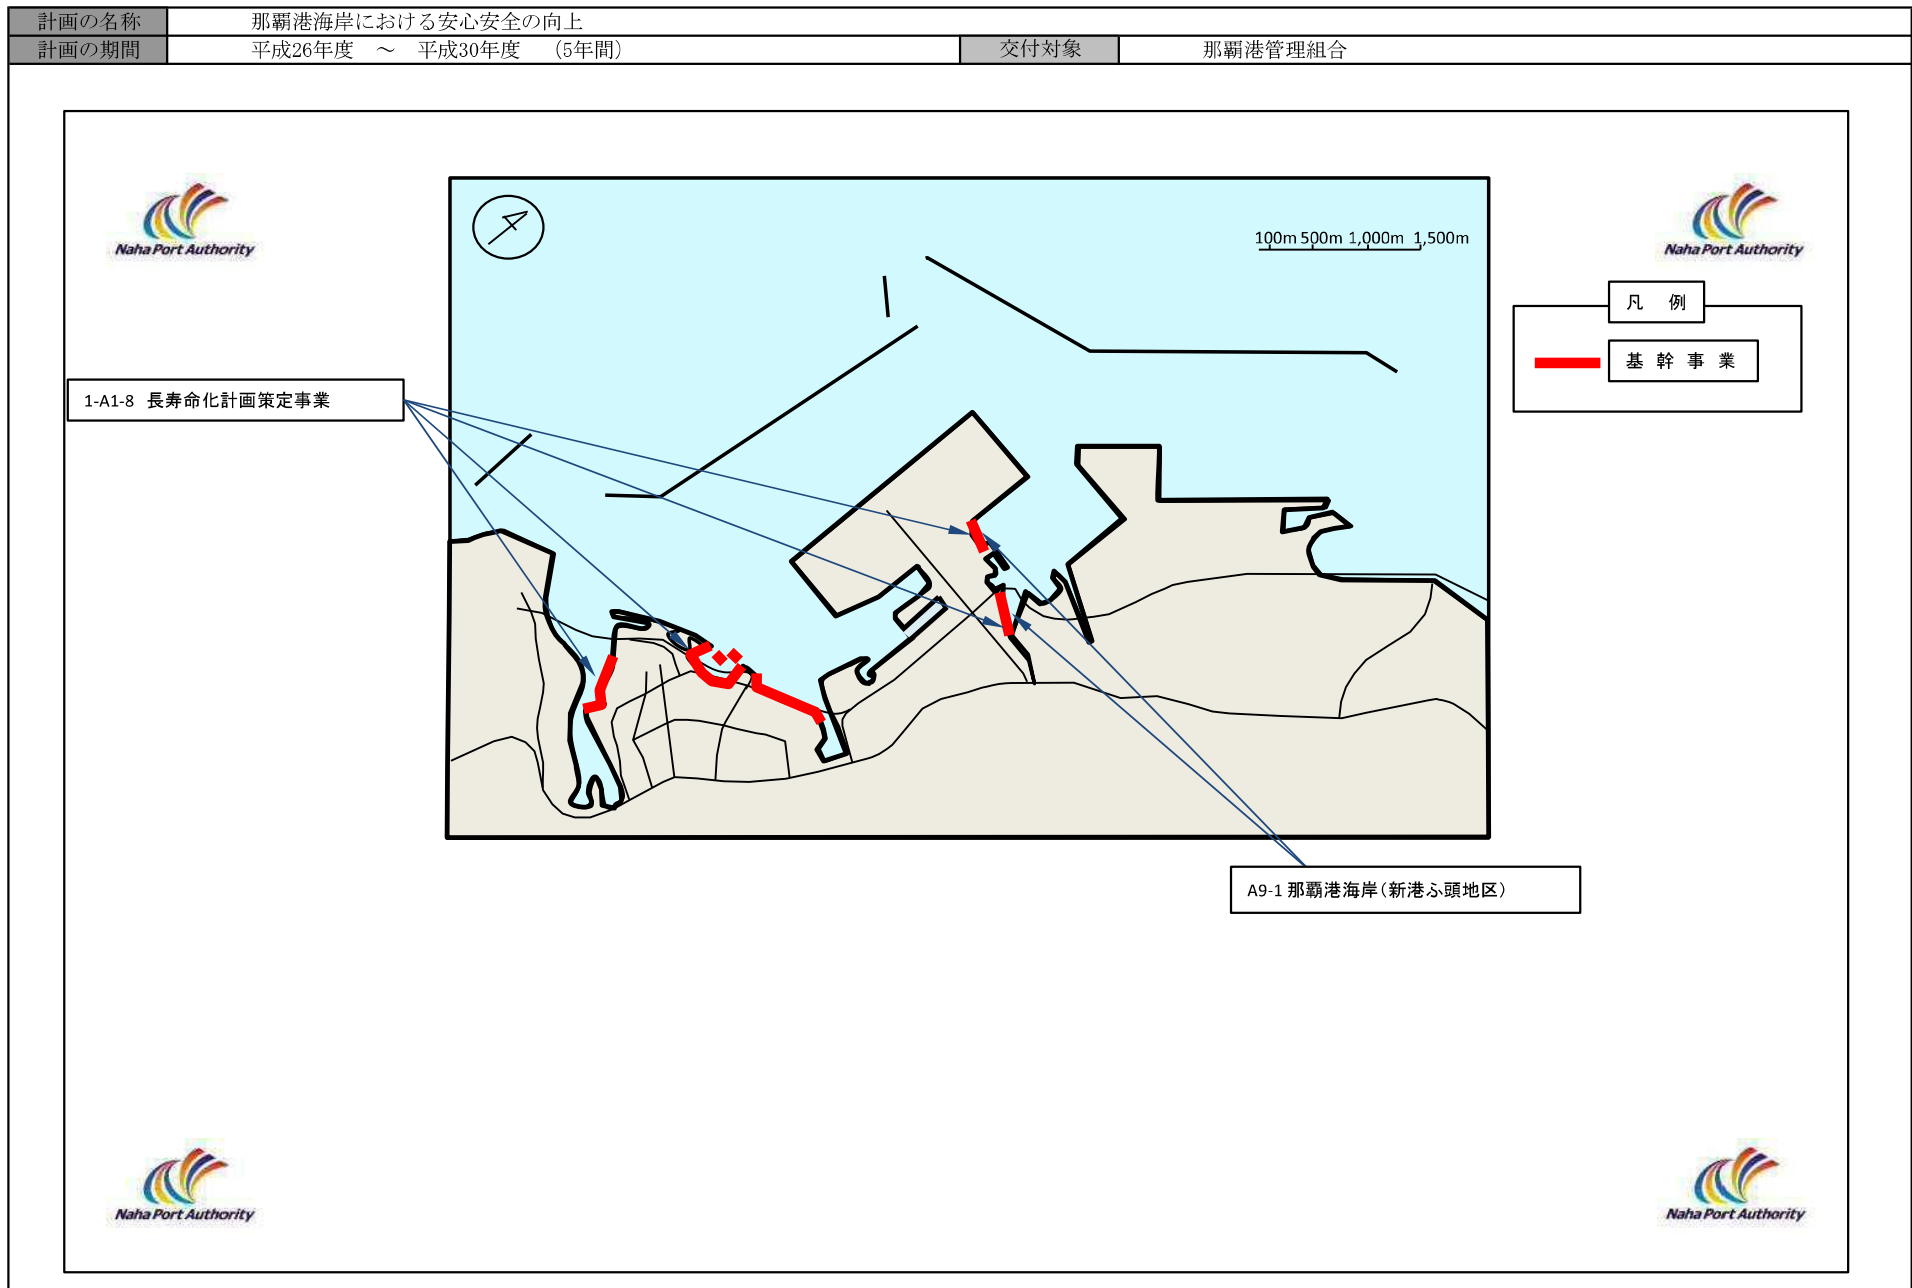 計画の名称 那覇港海岸における安心安全の向上
計画の期間 平成26年度 ～ 平成30年度 （5年間） 交付対象 那覇港管理組合
Naha Port Authority
Naha Port Authority
100m 500m 1,000m 1,500m
凡 例
基 幹 事 業
1-A1-8 長寿命化計画策定事業
A9-1 那覇港海岸（新港ふ頭地区）
Naha Port Authority
Naha Port Authority